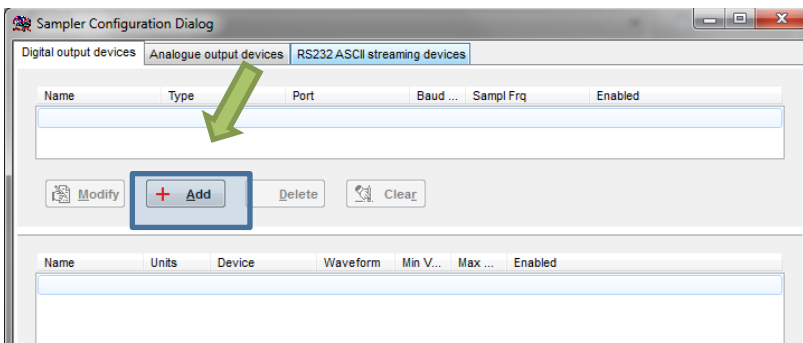 Sampler Configuration Dialog
Digital output devices Analogue output devices RS232 ASCII streaming devices
Name Type Port Baud ... Sampl Frq Enabled
Modify Add Delete Clear
Name Units Device Waveform Min V... Max ... Enabled